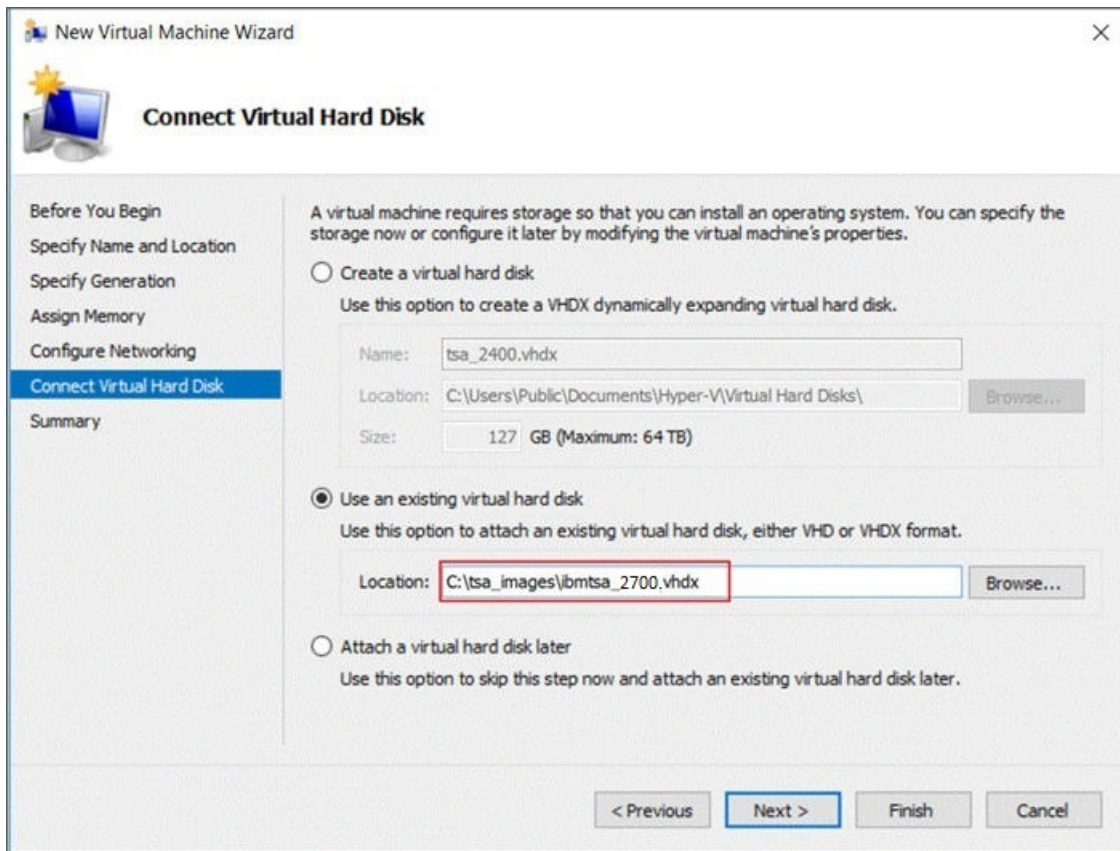 New Virtual Machine Wizard
Connect Virtual Hard Disk
Before You Begin
Specify Name and Location
Specify Generation
Assign Memory
Configure Networking
Connect Virtual Hard Disk
Summary
A virtual machine requires storage so that you can install an operating system. You can specify the
storage now or configure it later by modifying the virtual machine's properties.
Create a virtual hard disk
Use this option to create a VHDX dynamically expanding virtual hard disk.
Name: tsa_2400.vhdx
Location: C:\Users\Public\Documents\Hyper-V\Virtual Hard Disks\ Browse...
Size: 127 GB (Maximum: 64 TB)
Use an existing virtual hard disk
Use this option to attach an existing virtual hard disk, either VHD or VHDX format.
Location: C:\tsa_images\ibmtsa_2700.vhdx Browse...
Attach a virtual hard disk later
Use this option to skip this step now and attach an existing virtual hard disk later.
< Previous Next > Finish Cancel